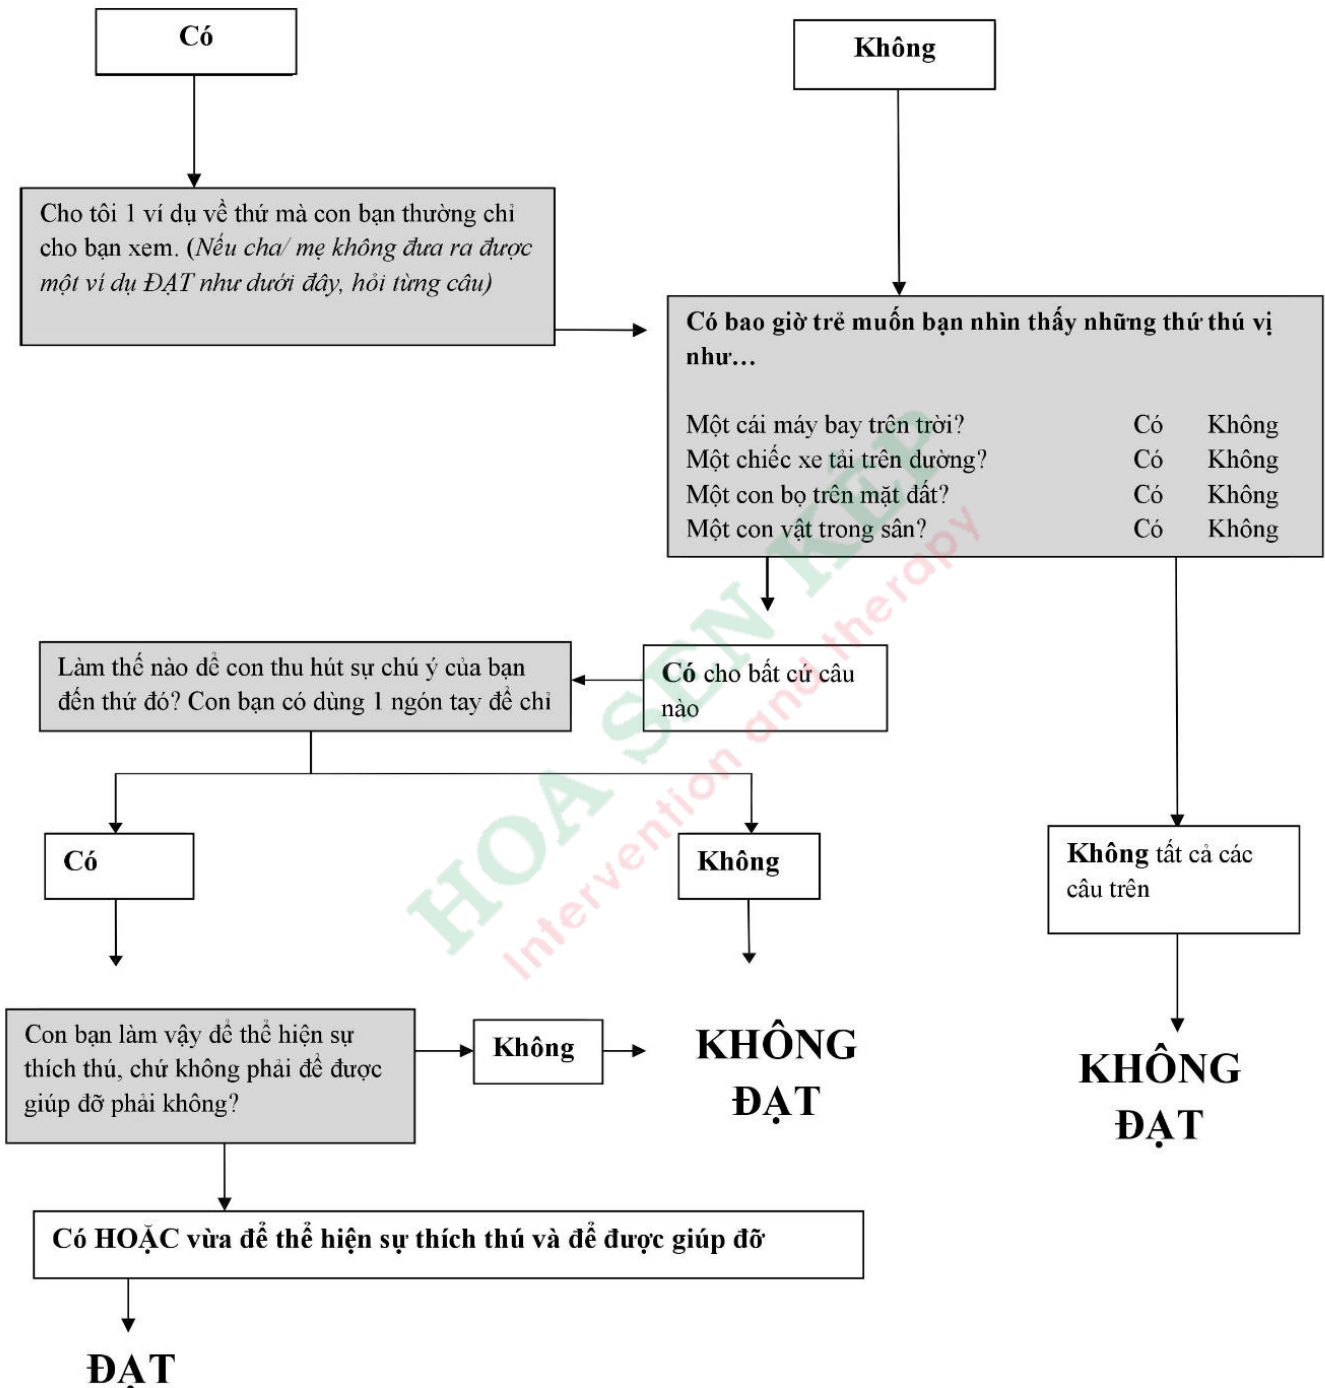 Có
Không
Cho tôi 1 ví dụ về thứ mà con bạn thường chỉ
cho bạn xem. (Nếu cha/ mẹ không đưa ra được
một ví dụ ĐẠT như dưới đây, hỏi từng câu)
Có bao giờ trẻ muốn bạn nhìn thấy những thứ thú vị
như…
Một cái máy bay trên trời? Có Không
Một chiếc xe tải trên đường? Có Không
Một con bọ trên mặt đất? Có Không
Một con vật trong sân? Có Không
Làm thế nào để con thu hút sự chú ý của bạn
đến thứ đó? Con bạn có dùng 1 ngón tay để chỉ
Có cho bất cứ câu
nào
Có
Không
Không tất cả các
câu trên
Con bạn làm vậy để thể hiện sự
thích thú, chứ không phải để được
giúp đỡ phải không?
Không
KHÔNG
ĐẠT
KHÔNG
ĐẠT
Có HOẶC vừa để thể hiện sự thích thú và để được giúp đỡ
ĐẠT
HOA SEN KÉP
Intervention and therapy